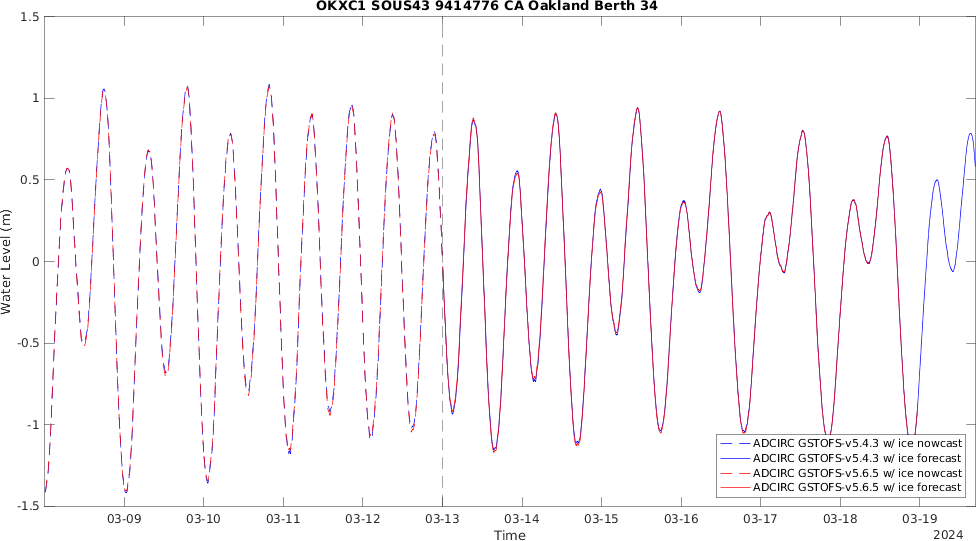 OKXC1 SOUS43 9414776 CA Oakland Berth 34
1.5
1
0.5
0
-0.5
-1
-1.5
Water Level (m)
03-09 03-10 03-11 03-12 03-13 03-14 03-15 03-16 03-17 03-18 03-19
Time
2024
ADCIRC GSTOFS-v5.4.3 w/ ice nowcast
ADCIRC GSTOFS-v5.4.3 w/ ice forecast
ADCIRC GSTOFS-v5.6.5 w/ ice nowcast
ADCIRC GSTOFS-v5.6.5 w/ ice forecast